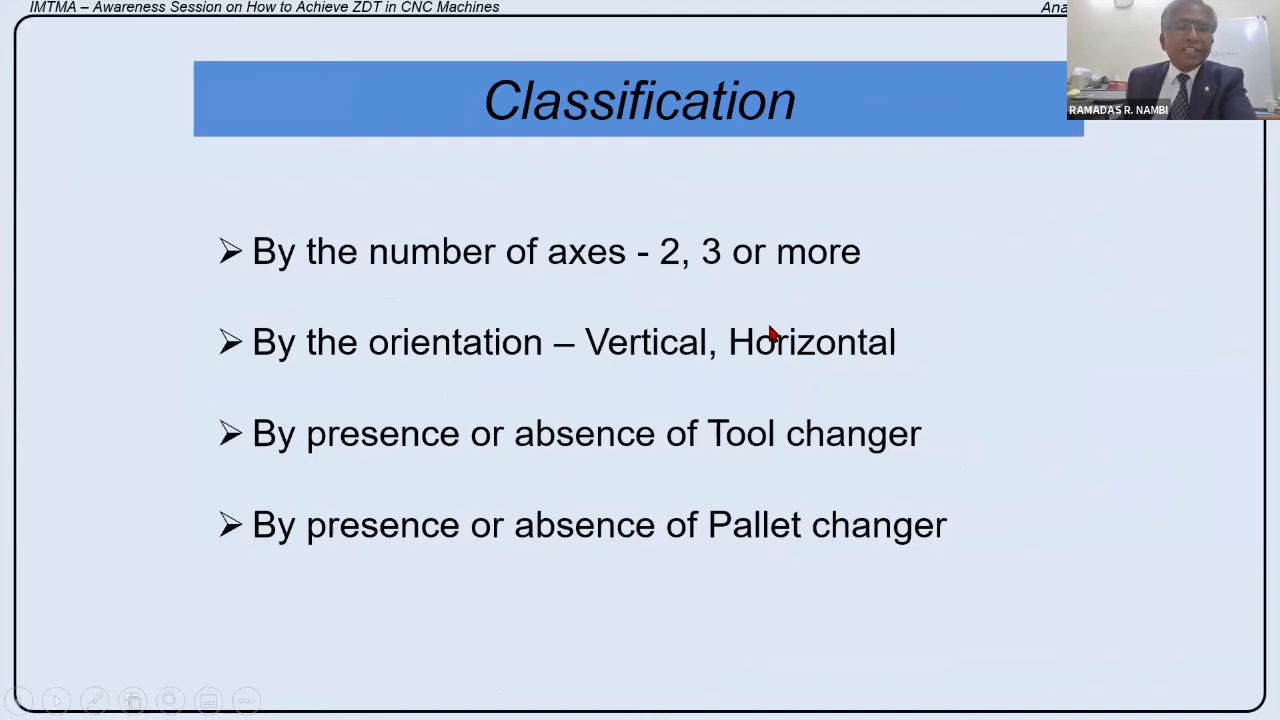 IMTMA – Awareness Session on How to Achieve ZDT in CNC Machines
Ana
RAMADAS R. NAMBI
Classification
➢ By the number of axes - 2, 3 or more
➢ By the orientation – Vertical, Horizontal
➢ By presence or absence of Tool changer
➢ By presence or absence of Pallet changer